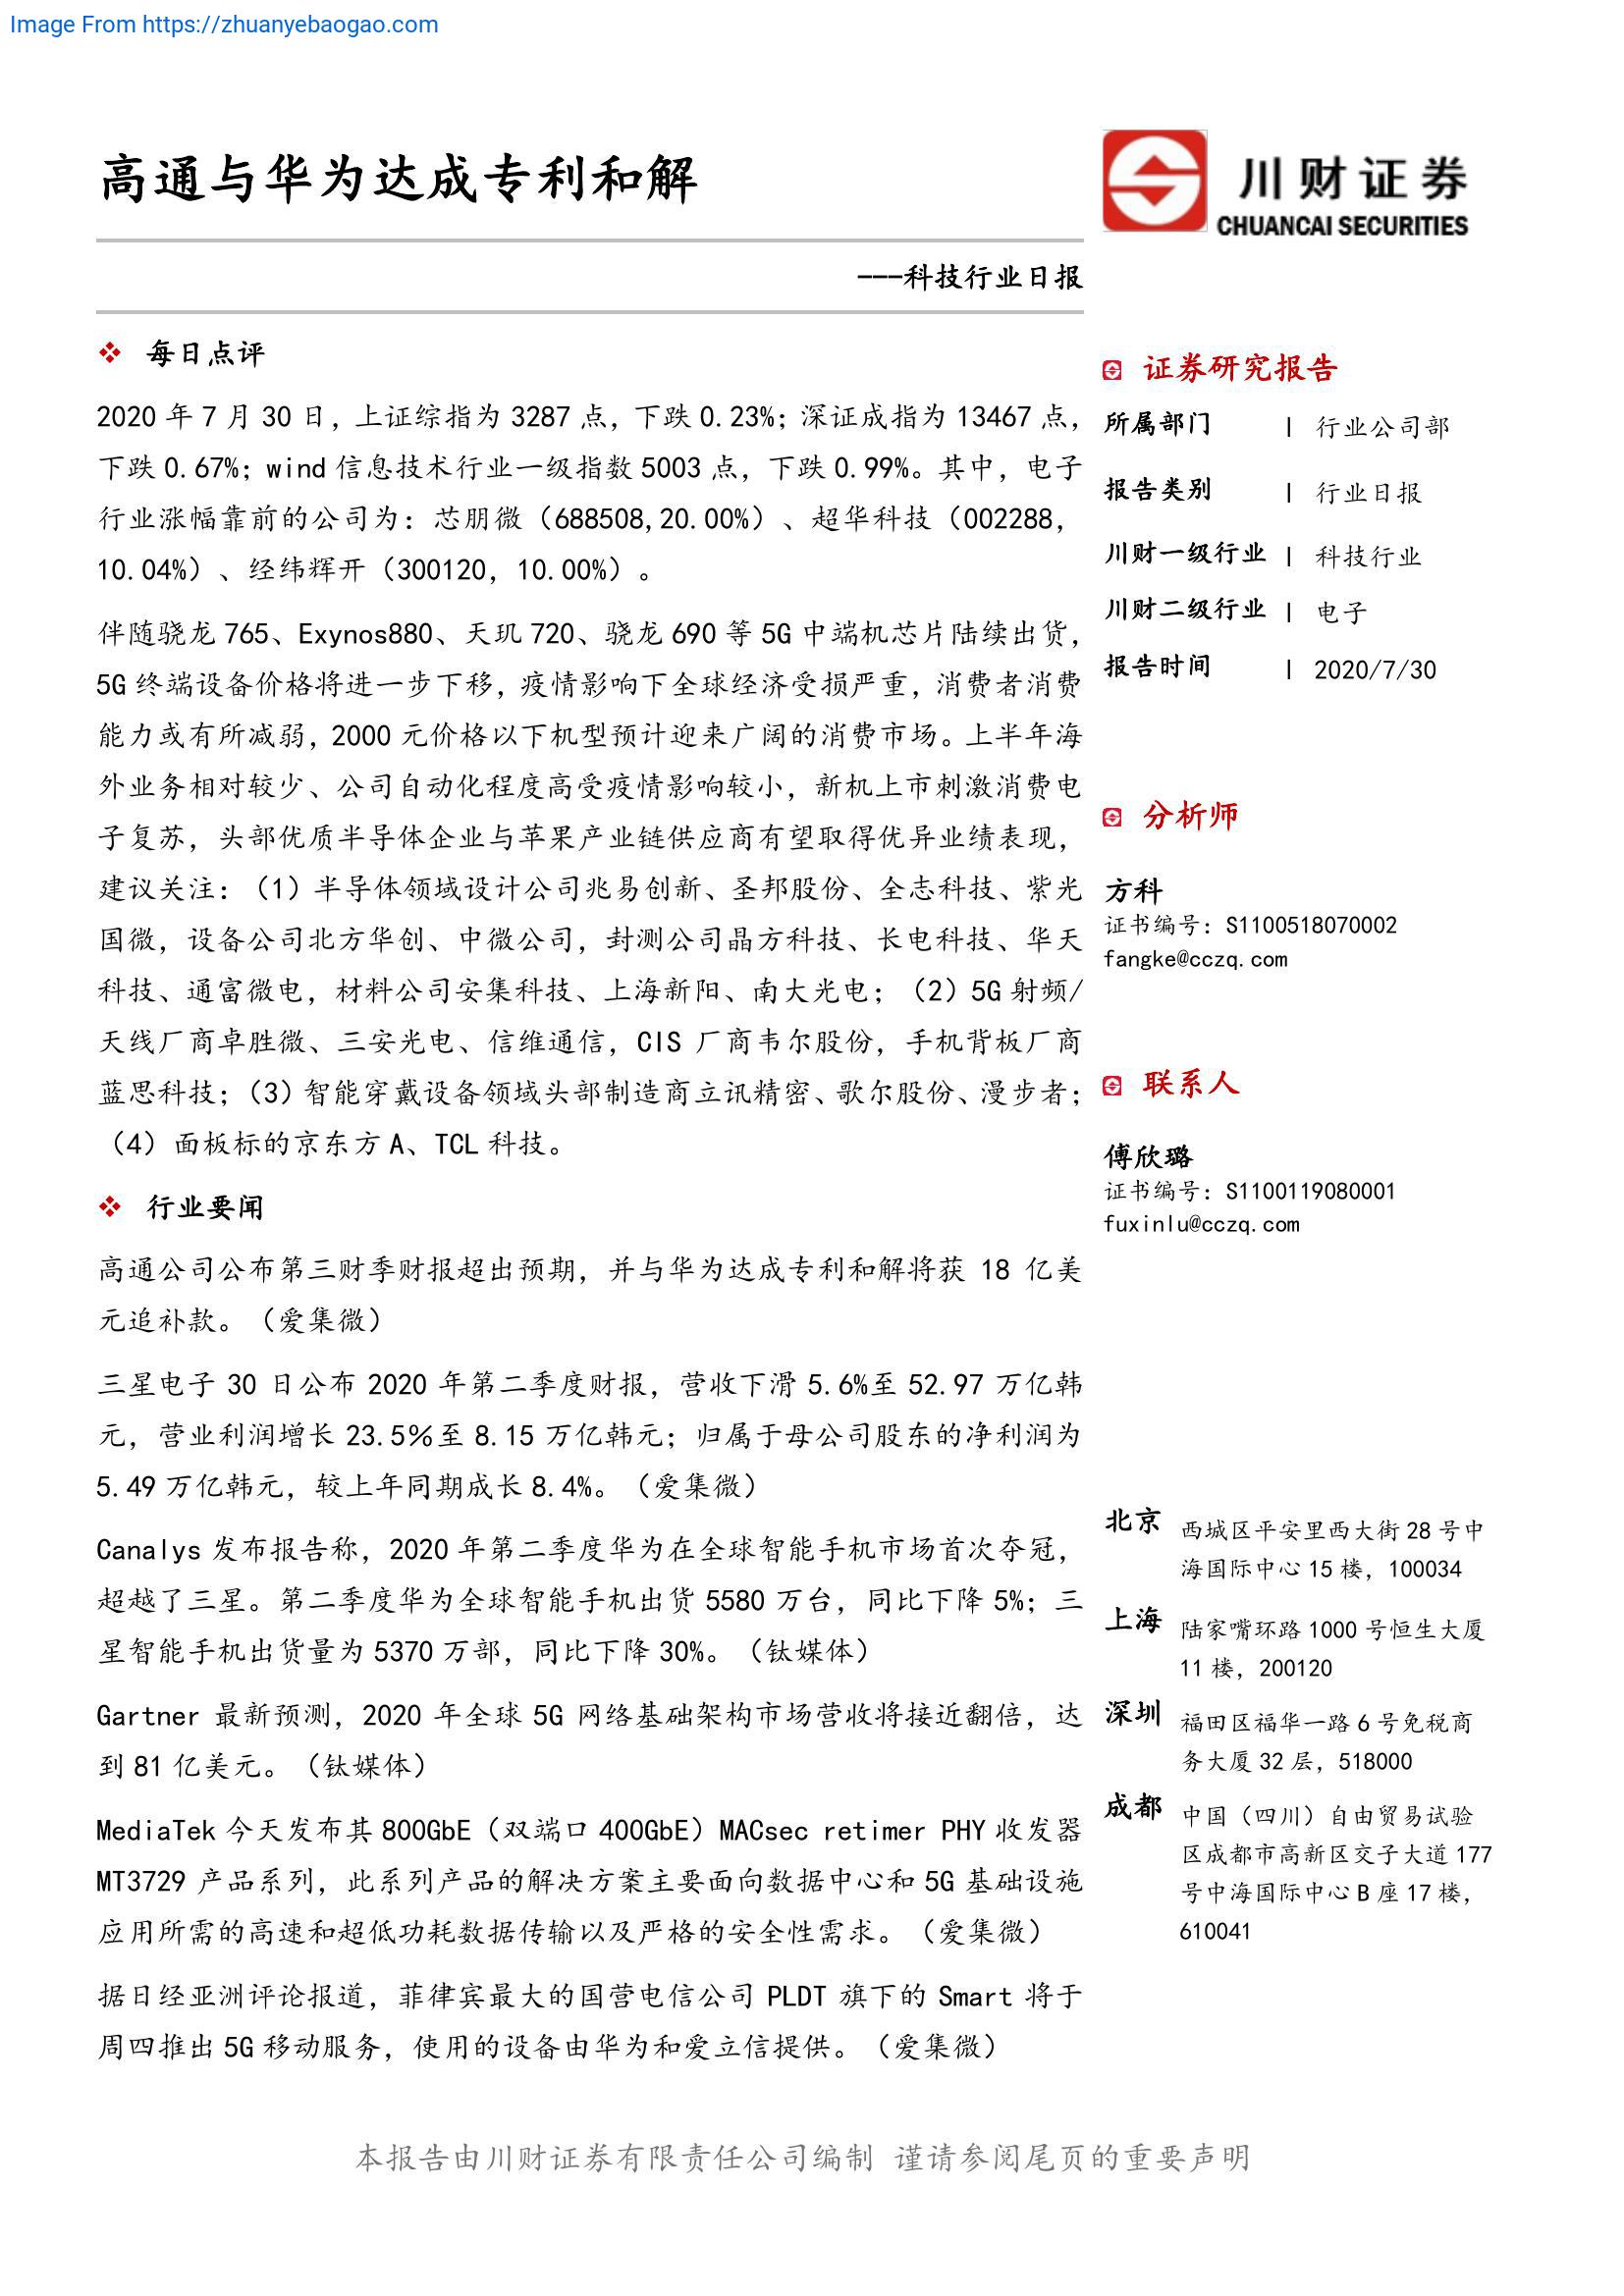 Image From https://zhuanyebaogao.com
高通与华为达成专利和解
川财证券
CHUANCAI SECURITIES
---科技行业日报
❖ 每日点评
2020 年 7 月 30 日，上证综指为 3287 点，下跌 0.23%；深证成指为 13467 点，
下跌 0.67%；wind 信息技术行业一级指数 5003 点，下跌 0.99%。其中，电子
行业涨幅靠前的公司为：芯朋微（688508,20.00%）、超华科技（002288,
10.04%）、经纬辉开（300120, 10.00%）。
伴随骁龙 765、Exynos880、天玑 720、骁龙 690 等 5G 中端机芯片陆续出货，
5G 终端设备价格将进一步下移，疫情影响下全球经济受损严重，消费者消费
能力或有所减弱，2000 元价格以下机型预计迎来广阔的消费市场。上半年海
外业务相对较少、公司自动化程度高受疫情影响较小，新机上市刺激消费电
子复苏，头部优质半导体企业与苹果产业链供应商有望取得优异业绩表现，
建议关注：（1）半导体领域设计公司兆易创新、圣邦股份、全志科技、紫光
国微，设备公司北方华创、中微公司，封测公司晶方科技、长电科技、华天
科技、通富微电，材料公司安集科技、上海新阳、南大光电；（2）5G 射频/
天线厂商卓胜微、三安光电、信维通信，CIS 厂商韦尔股份，手机背板厂商
蓝思科技；（3）智能穿戴设备领域头部制造商立讯精密、歌尔股份、漫步者；
（4）面板标的京东方 A、TCL 科技。
❖ 行业要闻
高通公司公布第三财季财报超出预期，并与华为达成专利和解将获 18 亿美
元追补款。（爱集微）
三星电子 30 日公布 2020 年第二季度财报，营收下滑 5.6%至 52.97 万亿韩
元，营业利润增长 23.5％至 8.15 万亿韩元；归属于母公司股东的净利润为
5.49 万亿韩元，较上年同期成长 8.4%。（爱集微）
Canalys 发布报告称，2020 年第二季度华为在全球智能手机市场首次夺冠，
超越了三星。第二季度华为全球智能手机出货 5580 万台，同比下降 5%；三
星智能手机出货量为 5370 万部，同比下降 30%。（钛媒体）
Gartner 最新预测，2020 年全球 5G 网络基础架构市场营收将接近翻倍，达
到 81 亿美元。（钛媒体）
MediaTek 今天发布其 800GbE（双端口 400GbE）MACsec retimer PHY 收发器
MT3729 产品系列，此系列产品的解决方案主要面向数据中心和 5G 基础设施
应用所需的高速和超低功耗数据传输以及严格的安全性需求。（爱集微）
据日经亚洲评论报道，菲律宾最大的国营电信公司 PLDT 旗下的 Smart 将于
周四推出 5G 移动服务，使用的设备由华为和爱立信提供。（爱集微）
证券研究报告
所属部门 | 行业公司部
报告类别 | 行业日报
川财一级行业 | 科技行业
川财二级行业 | 电子
报告时间 | 2020/7/30
分析师
方科
证书编号：S1100518070002
fangke@cczq.com
联系人
傅欣璐
证书编号：S1100119080001
fuxinlu@cczq.com
北京 西城区平安里西大街 28 号中
海国际中心 15 楼，100034
上海 陆家嘴环路 1000 号恒生大厦
11 楼，200120
深圳 福田区福华一路 6 号免税商
务大厦 32 层，518000
成都 中国（四川）自由贸易试验
区成都市高新区交子大道 177
号中海国际中心 B 座 17 楼，
610041
本报告由川财证券有限责任公司编制 谨请参阅尾页的重要声明